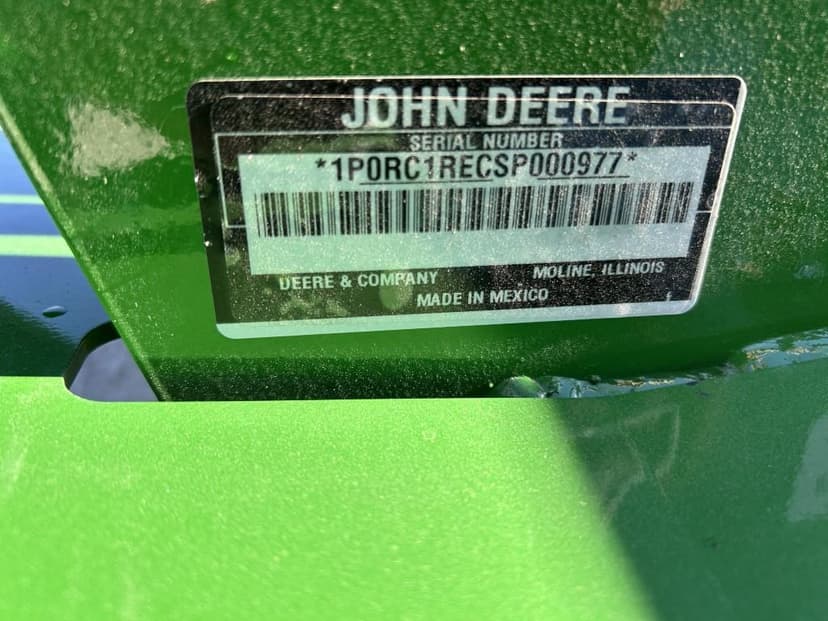 JOHN DEERE
SERIAL NUMBER
*1P0RC1RECSP000977*
DEERE & COMPANY MOLINE, ILLINOIS
MADE IN MEXICO